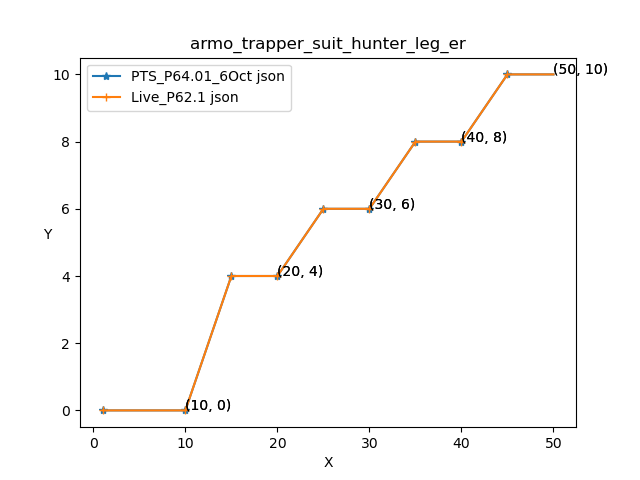 armo_trapper_suit_hunter_leg_er
PTS_P64.01_6Oct json
Live_P62.1 json
Y
10
8
6
4
2
0
(50, 10)
(40, 8)
(30, 6)
(20, 4)
(10, 0)
0 10 20 30 40 50
X